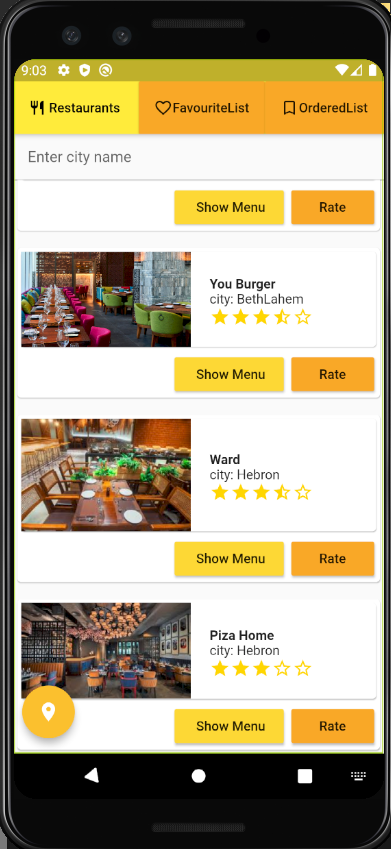 9:03
Restaurants FavouriteList OrderedList
Enter city name
Show Menu Rate
You Burger
city: BethLahem
Show Menu Rate
Ward
city: Hebron
Show Menu Rate
Piza Home
city: Hebron
Show Menu Rate